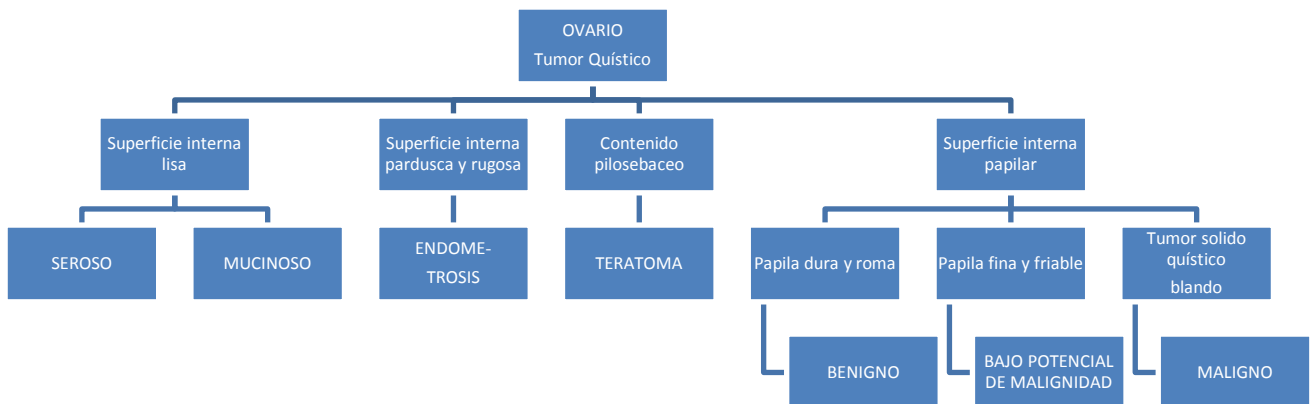 OVARIO
Tumor Quístico
Superficie interna
lisa
Superficie interna
pardusca y rugosa
Contenido
pilosebaceo
Superficie interna
papilar
SEROSO
MUCINOSO
ENDOME-
TROSIS
TERATOMA
Papila dura y roma
Papila fina y friable
Tumor solido
quístico
blando
BENIGNO
BAJO POTENCIAL
DE MALIGNIDAD
MALIGNO